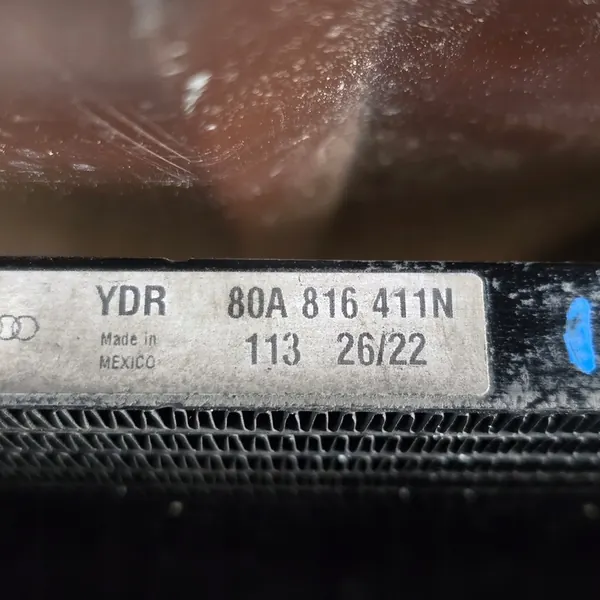 YDR 80A 816 411N
Made in 113 26/22
MEXICO